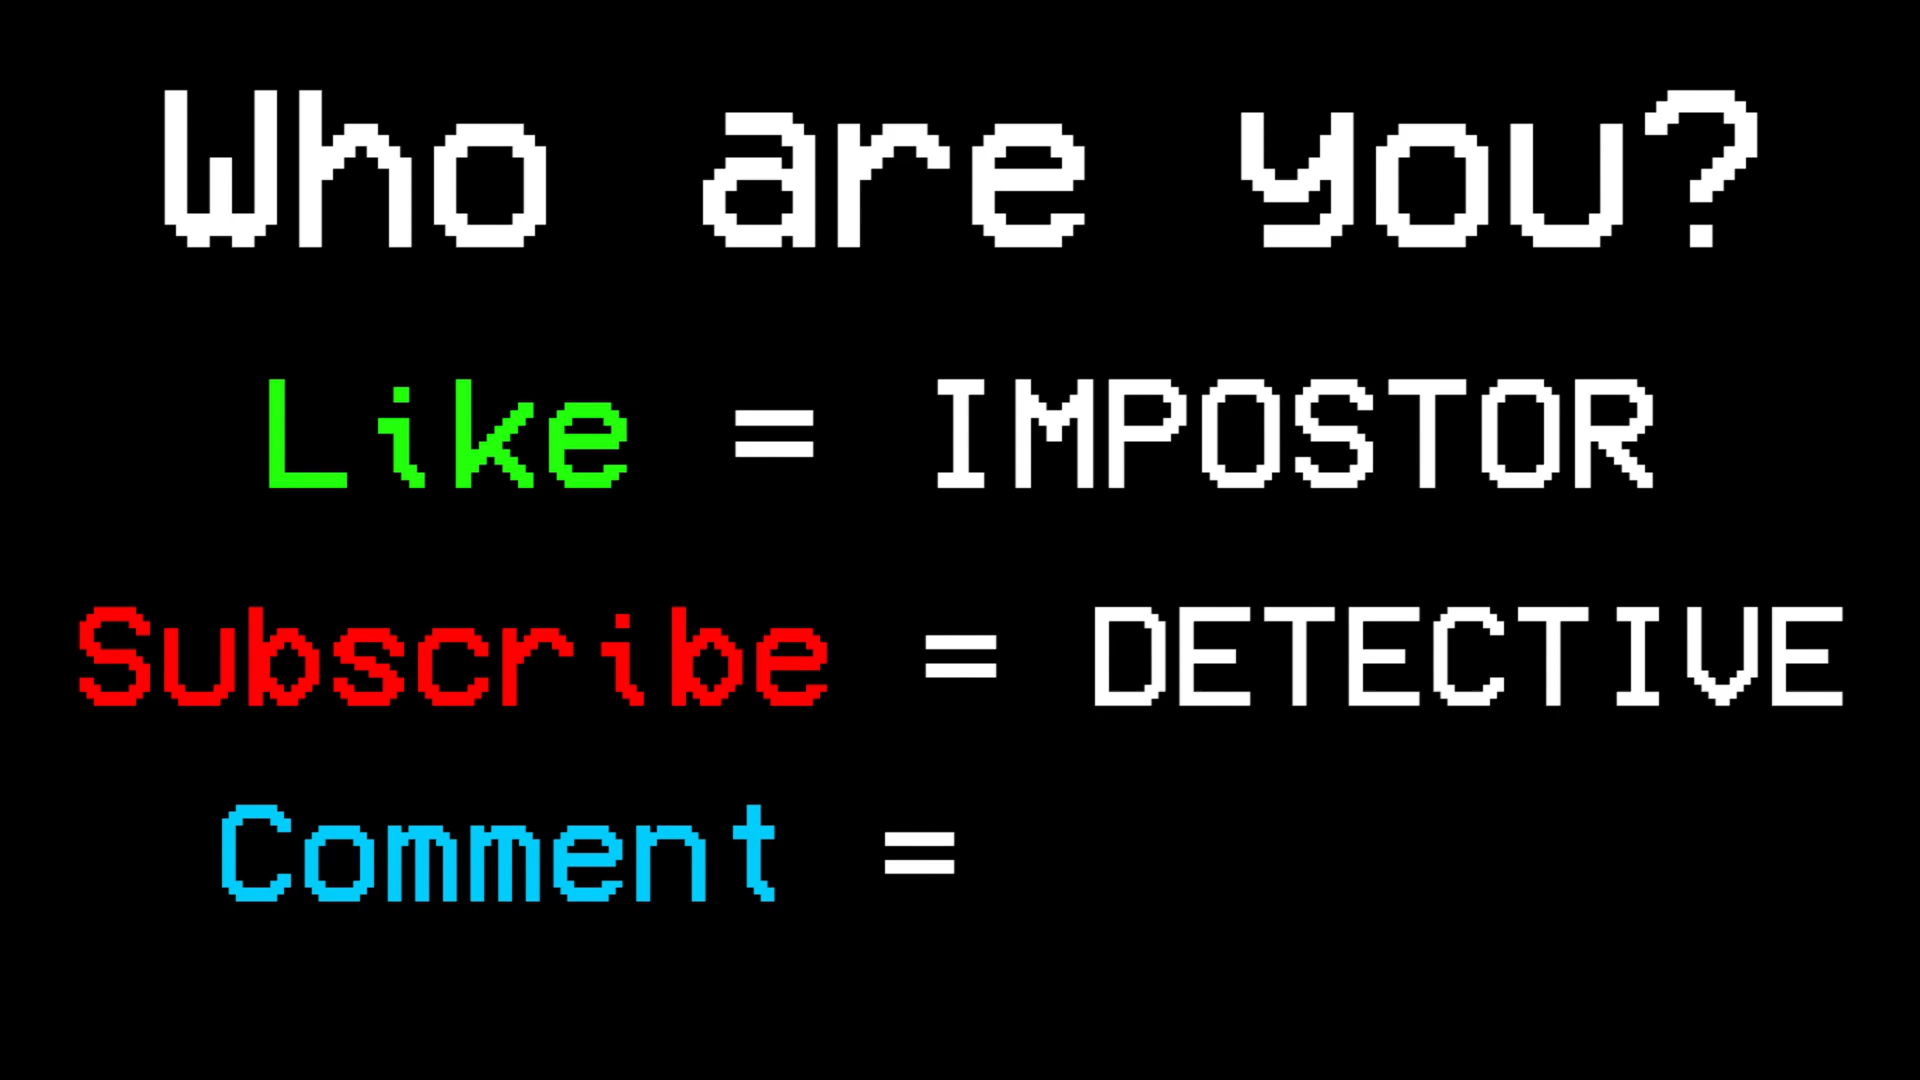 Who are you?
Like = IMPOSTOR
Subscribe = DETECTIVE
Comment =